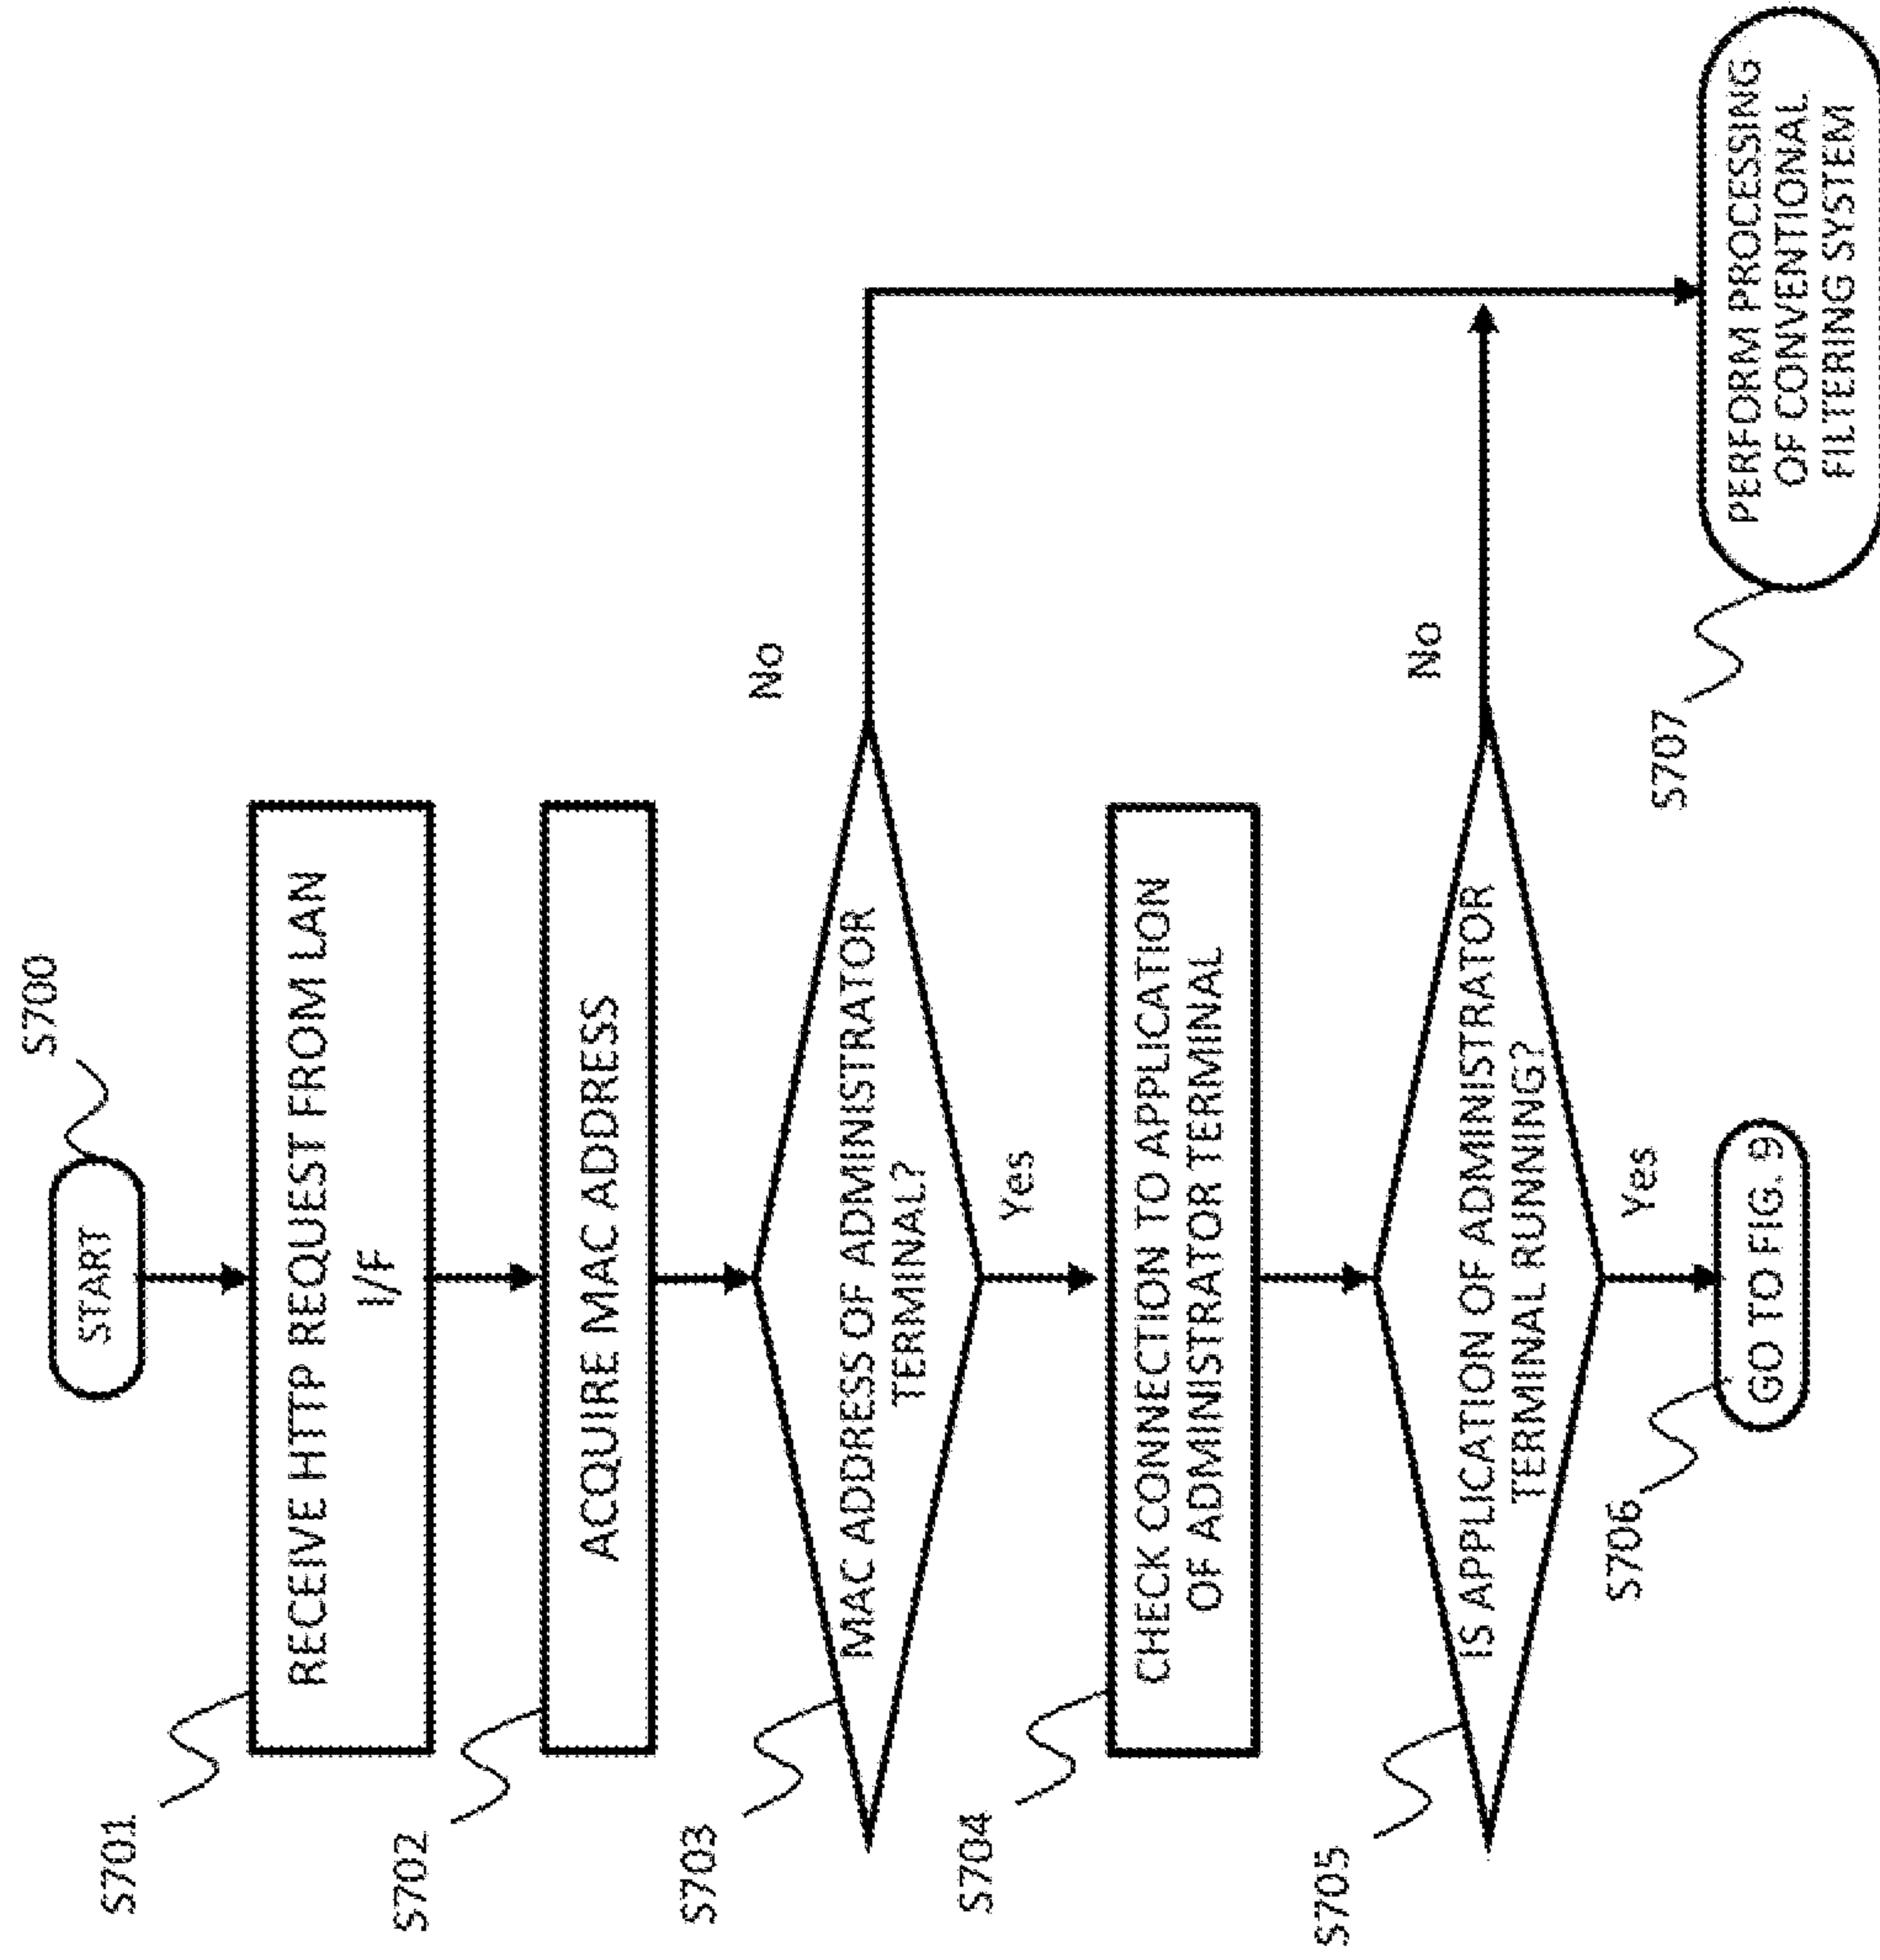 START
S700
S701
RECEIVE HTTP REQUEST FROM LAN
I/F
S702
ACQUIRE MAC ADDRESS
S703
MAC ADDRESS OF ADMINISTRATOR
TERMINAL?
No
Yes
S704
CHECK CONNECTION TO APPLICATION
OF ADMINISTRATOR TERMINAL
S705
IS APPLICATION OF ADMINISTRATOR
TERMINAL RUNNING?
No
Yes
S706
GO TO FIG. 9
S707
PERFORM PROCESSING
OF CONVENTIONAL
FILTERING SYSTEM